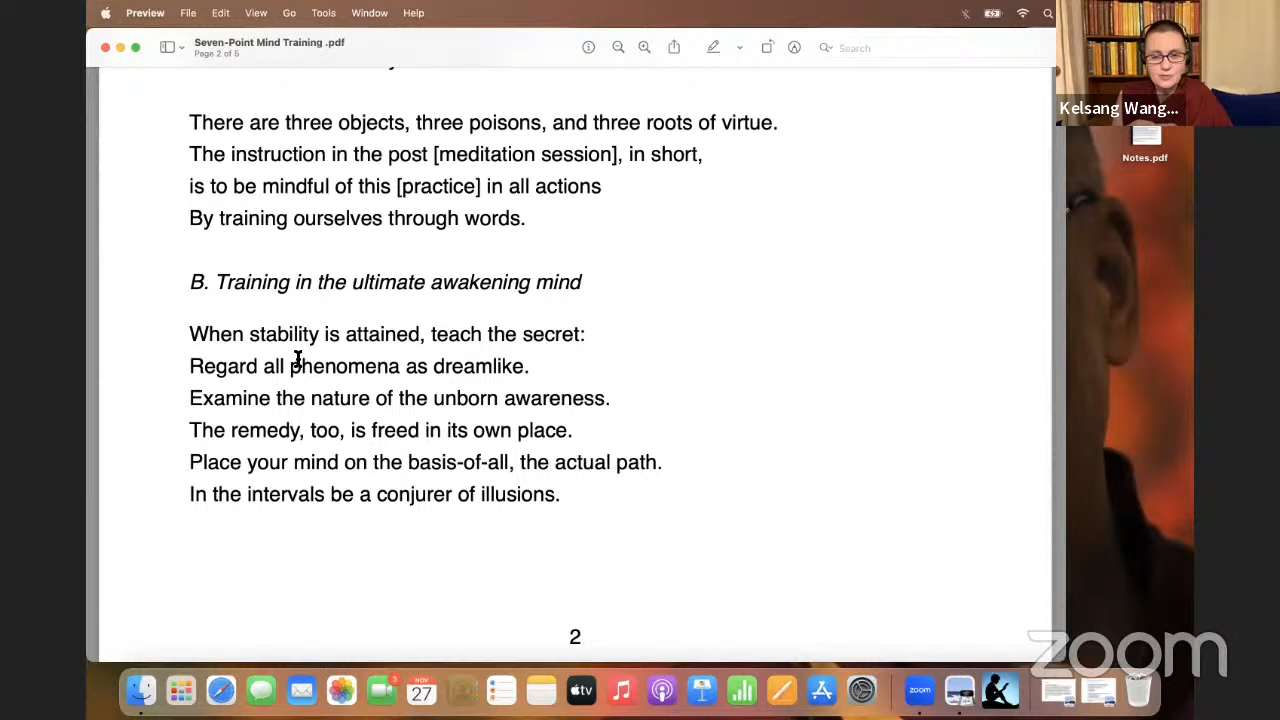 Preview File Edit View Go Tools Window Help
Seven-Point Mind Training .pdf
Page 2 of 5
Search
Kelsang Wang...
Notes.pdf
There are three objects, three poisons, and three roots of virtue.
The instruction in the post [meditation session], in short,
is to be mindful of this [practice] in all actions
By training ourselves through words.
B. Training in the ultimate awakening mind
When stability is attained, teach the secret:
Regard all phenomena as dreamlike.
Examine the nature of the unborn awareness.
The remedy, too, is freed in its own place.
Place your mind on the basis-of-all, the actual path.
In the intervals be a conjurer of illusions.
2
zoom
3
NOV
27
tv
zoom